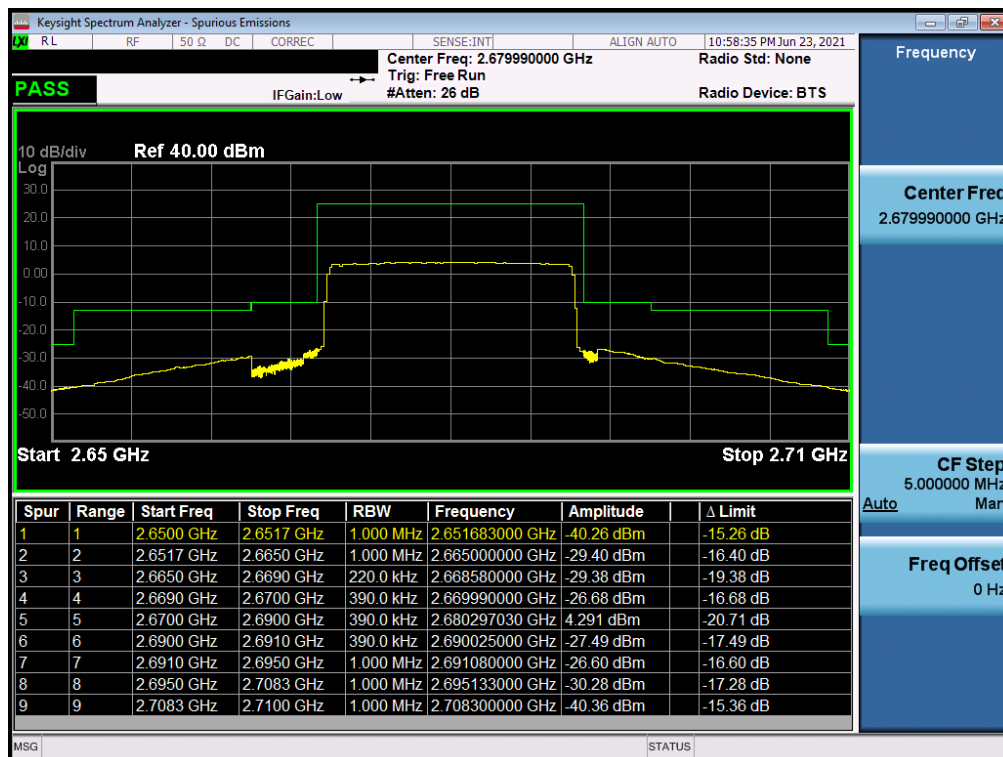 Keysight Spectrum Analyzer - Spurious Emissions
LXI RL RF 50 Ω DC CORREC SENSE:INT ALIGN AUTO 10:58:35 PM Jun 23, 2021
Center Freq: 2.679990000 GHz Radio Std: None
Trig: Free Run
PASS IFGain:Low #Atten: 26 dB Radio Device: BTS
10 dB/div Ref 40.00 dBm
Log
30.0
20.0
10.0
0.00
-10.0
-20.0
-30.0
-40.0
-50.0
Start 2.65 GHz Stop 2.71 GHz
Spur Range Start Freq Stop Freq RBW Frequency Amplitude Δ Limit
1 1 2.6500 GHz 2.6517 GHz 1.000 MHz 2.651683000 GHz -40.26 dBm -15.26 dB
2 2 2.6517 GHz 2.6650 GHz 1.000 MHz 2.665000000 GHz -29.40 dBm -16.40 dB
3 3 2.6650 GHz 2.6690 GHz 220.0 kHz 2.668580000 GHz -29.38 dBm -19.38 dB
4 4 2.6690 GHz 2.6700 GHz 390.0 kHz 2.669990000 GHz -26.68 dBm -16.68 dB
5 5 2.6700 GHz 2.6900 GHz 390.0 kHz 2.680297030 GHz 4.291 dBm -20.71 dB
6 6 2.6900 GHz 2.6910 GHz 390.0 kHz 2.690025000 GHz -27.49 dBm -17.49 dB
7 7 2.6910 GHz 2.6950 GHz 1.000 MHz 2.691080000 GHz -26.60 dBm -16.60 dB
8 8 2.6950 GHz 2.7083 GHz 1.000 MHz 2.695133000 GHz -30.28 dBm -17.28 dB
9 9 2.7083 GHz 2.7100 GHz 1.000 MHz 2.708300000 GHz -40.36 dBm -15.36 dB
MSG STATUS
Frequency
Center Freq
2.679990000 GHz
CF Step
5.000000 MHz
Auto Man
Freq Offset
0 Hz